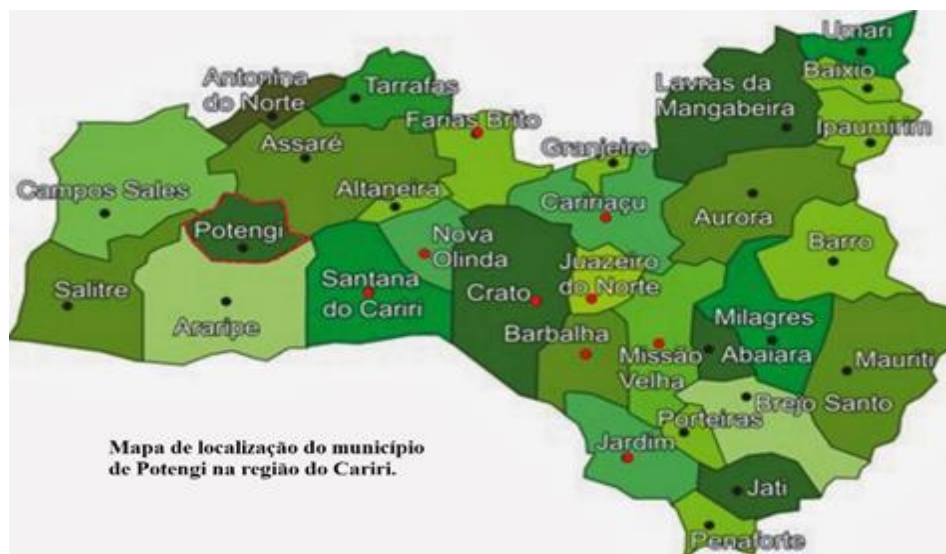 Umari
Baixio
Antonina
do Norte
Tarrafas
Lavras da
Mangabeira
Farias Brito
Ipaumirim
Assaré
Granjeiro
Campos Sales
Altaneira
Caririaçu
Aurora
Potengi
Nova
Olinda
Barro
Juazeiro
do Norte
Salitre
Santana
do Cariri
Crato
Araripe
Milagres
Barbalha
Missão
Velha
Abaiara
Mauriti
Brejo Santo
Porteiras
Jardim
Mapa de localização do município
de Potengi na região do Cariri.
Jati
Penaforte